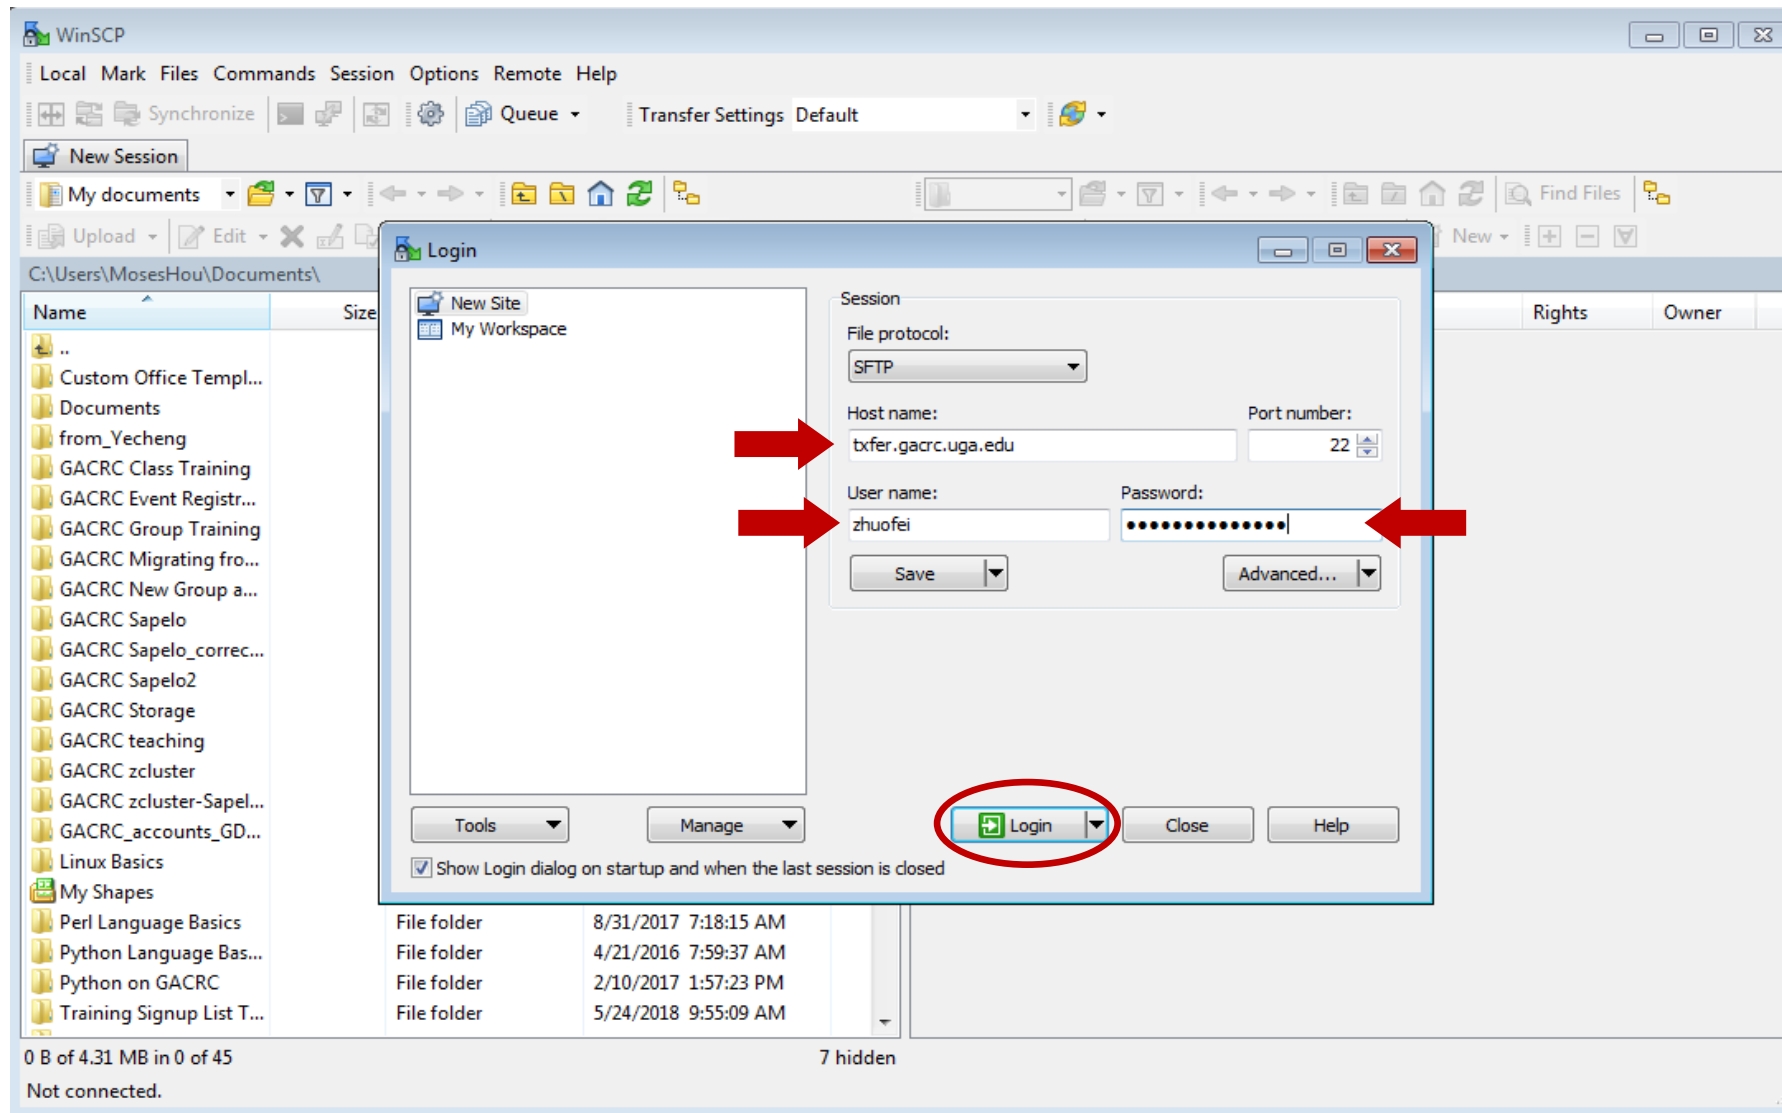 WinSCP
Local Mark Files Commands Session Options Remote Help
Synchronize Queue Transfer Settings Default
New Session
My documents Find Files
Upload Edit New
C:\Users\MosesHou\Documents\
Name Size Rights Owner
..
Custom Office Templ...
Documents
from_Yecheng
GACRC Class Training
GACRC Event Registr...
GACRC Group Training
GACRC Migrating fro...
GACRC New Group a...
GACRC Sapelo
GACRC Sapelo_correc...
GACRC Sapelo2
GACRC Storage
GACRC teaching
GACRC zcluster
GACRC zcluster-Sapel...
GACRC_accounts_GD...
Linux Basics
My Shapes
Perl Language Basics File folder 8/31/2017 7:18:15 AM
Python Language Bas... File folder 4/21/2016 7:59:37 AM
Python on GACRC File folder 2/10/2017 1:57:23 PM
Training Signup List T... File folder 5/24/2018 9:55:09 AM
Login
New Site
My Workspace
Session
File protocol:
SFTP
Host name: Port number:
txfer.gacrc.uga.edu 22
User name: Password:
zhuofei ●●●●●●●●●●●●●●
Save Advanced...
Tools Manage Login Close Help
Show Login dialog on startup and when the last session is closed
0 B of 4.31 MB in 0 of 45 7 hidden
Not connected.